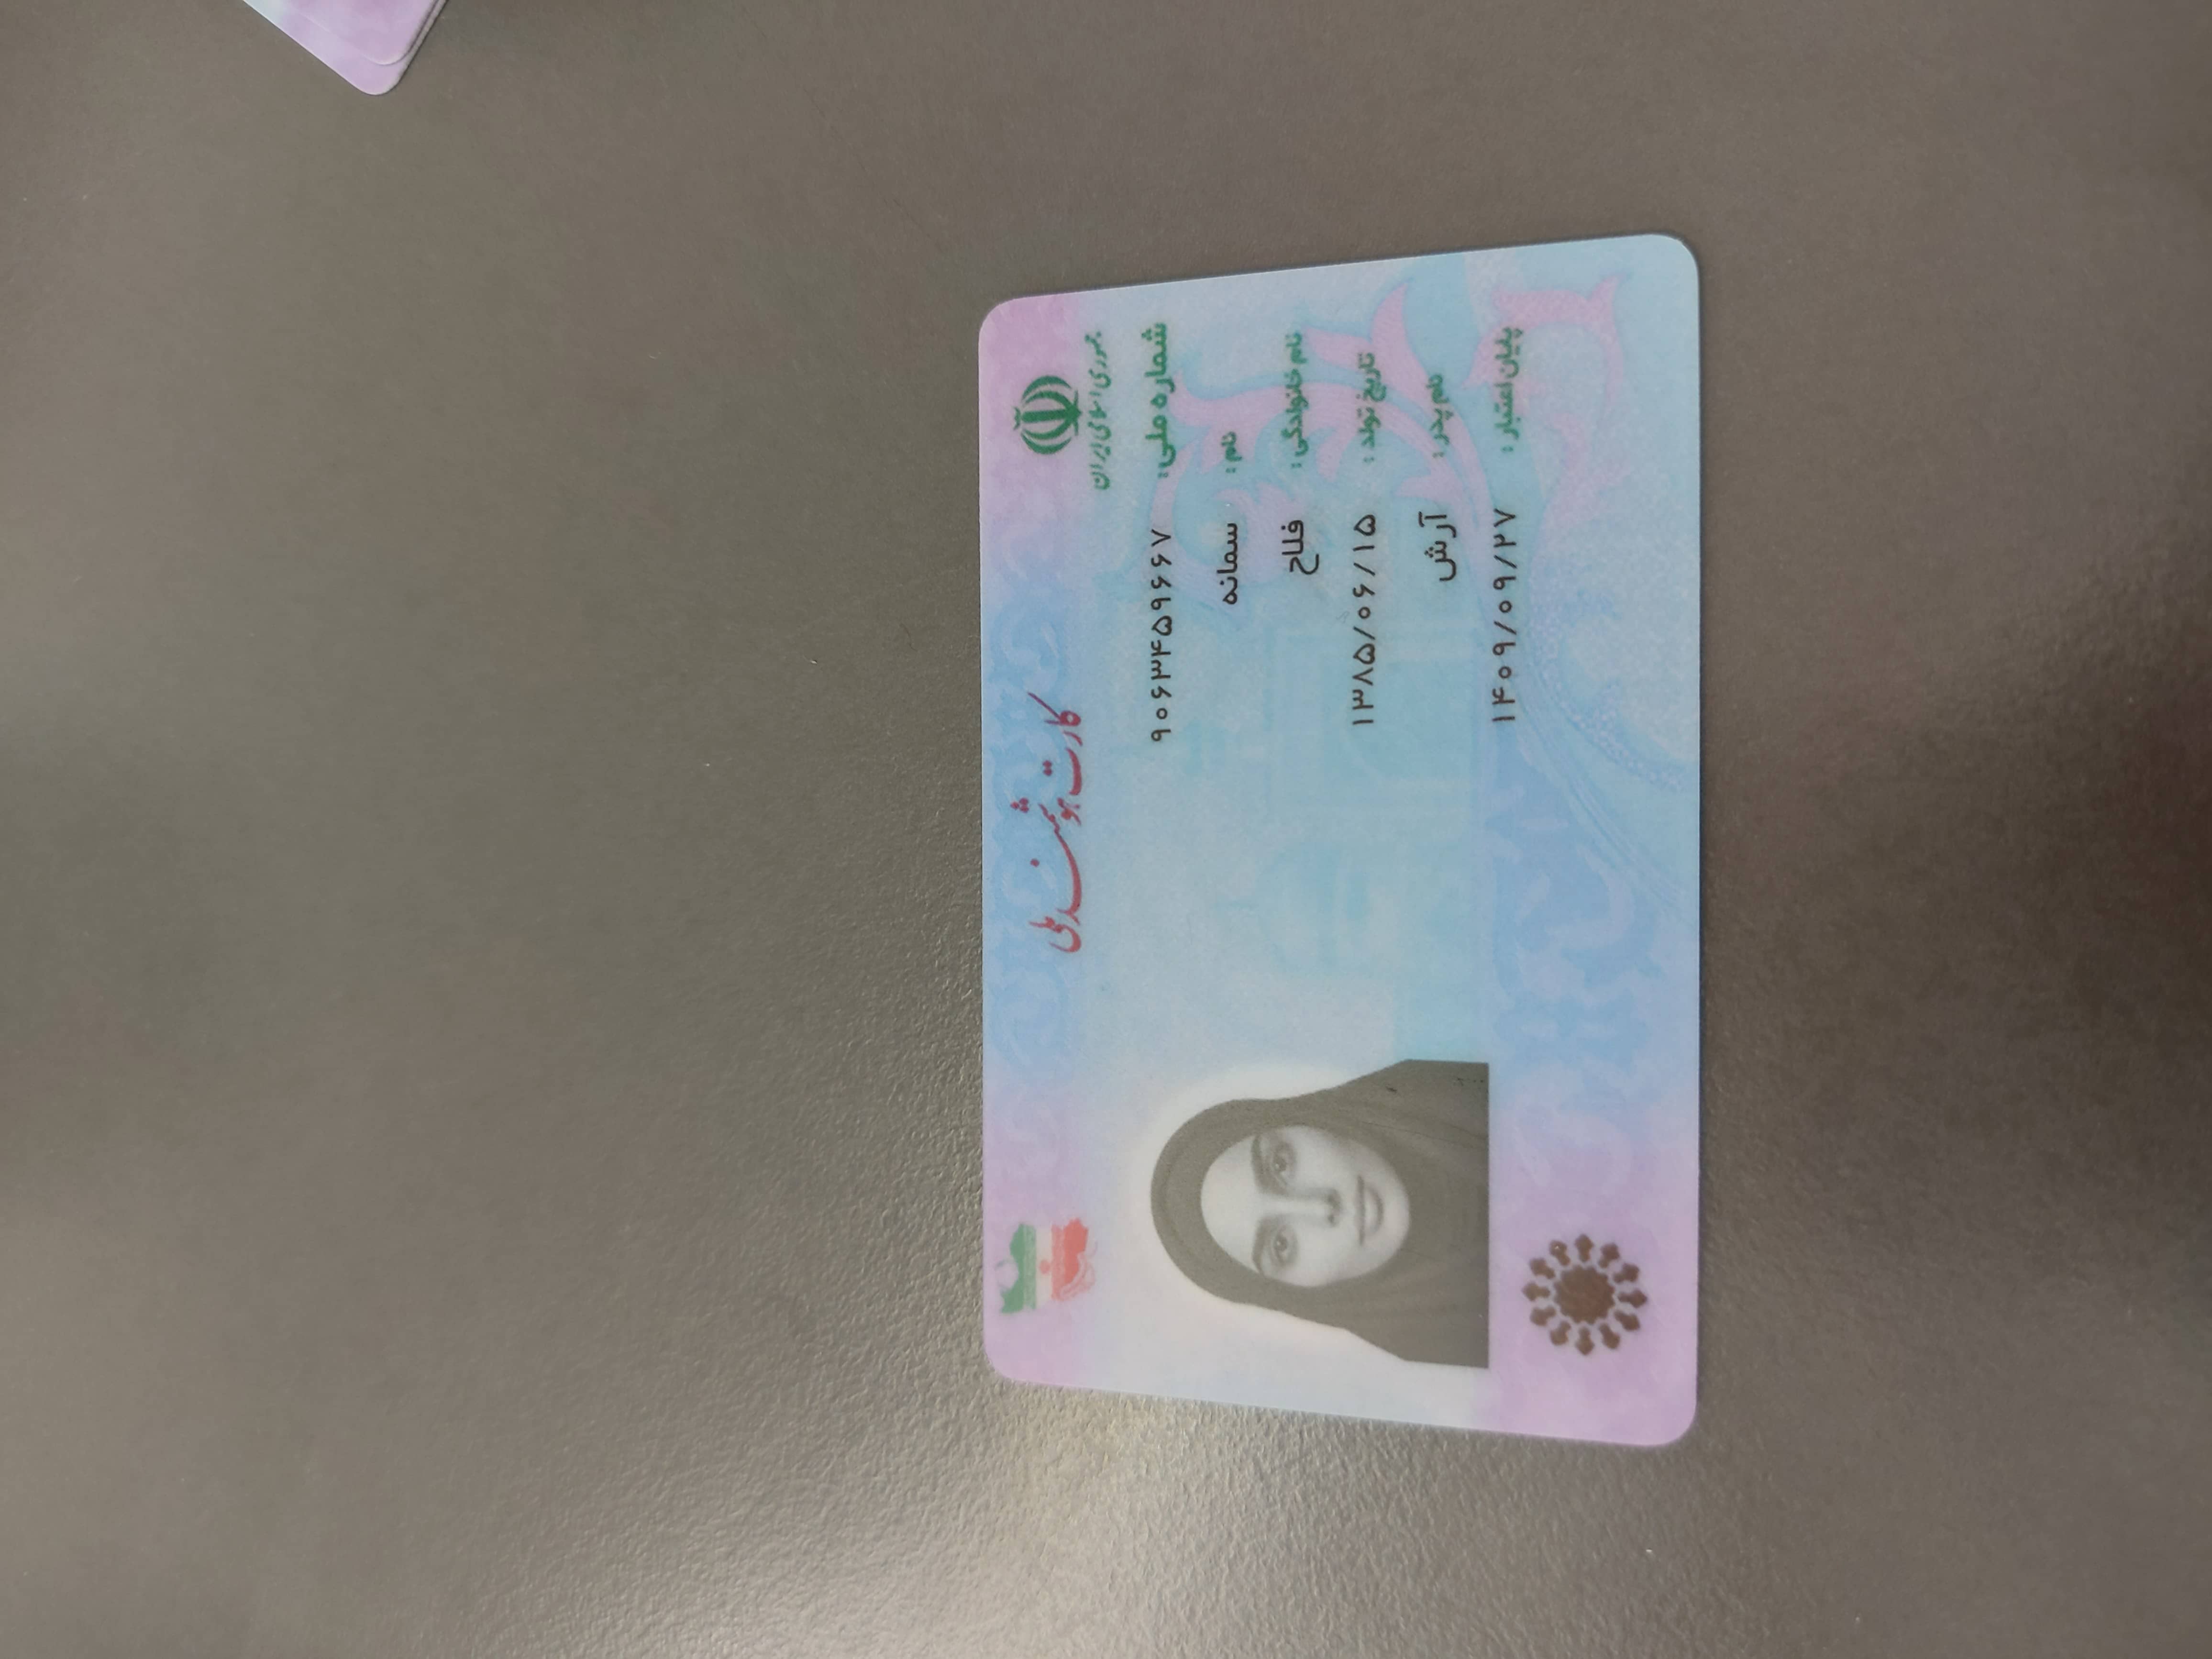 جمهوری اسلامی ایران
کارت هوشمند ملی
شماره ملی: ۹۰۶۳۴۵۹۶۶۷
نام: سمانه
نام خانوادگی: فلاح
تاریخ تولد: ۱۳۸۵/۰۶/۱۵
نام پدر: آرش
پایان اعتبار: ۱۴۰۹/۰۹/۲۷